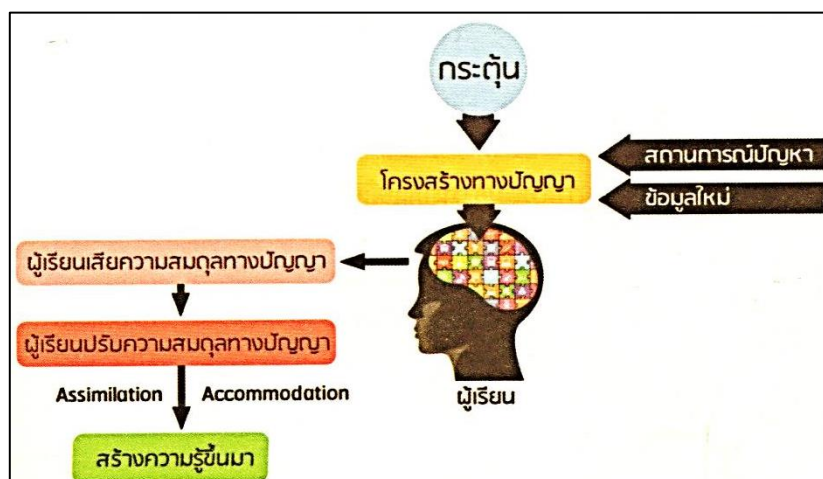 กระตุ้น
สถานการณ์ปัญหา
โครงสร้างทางปัญญา
ข้อมูลใหม่
ผู้เรียนเสียความสมดุลทางปัญญา
ผู้เรียนปรับความสมดุลทางปัญญา
Assimilation Accommodation
ผู้เรียน
สร้างความรู้ขึ้นมา